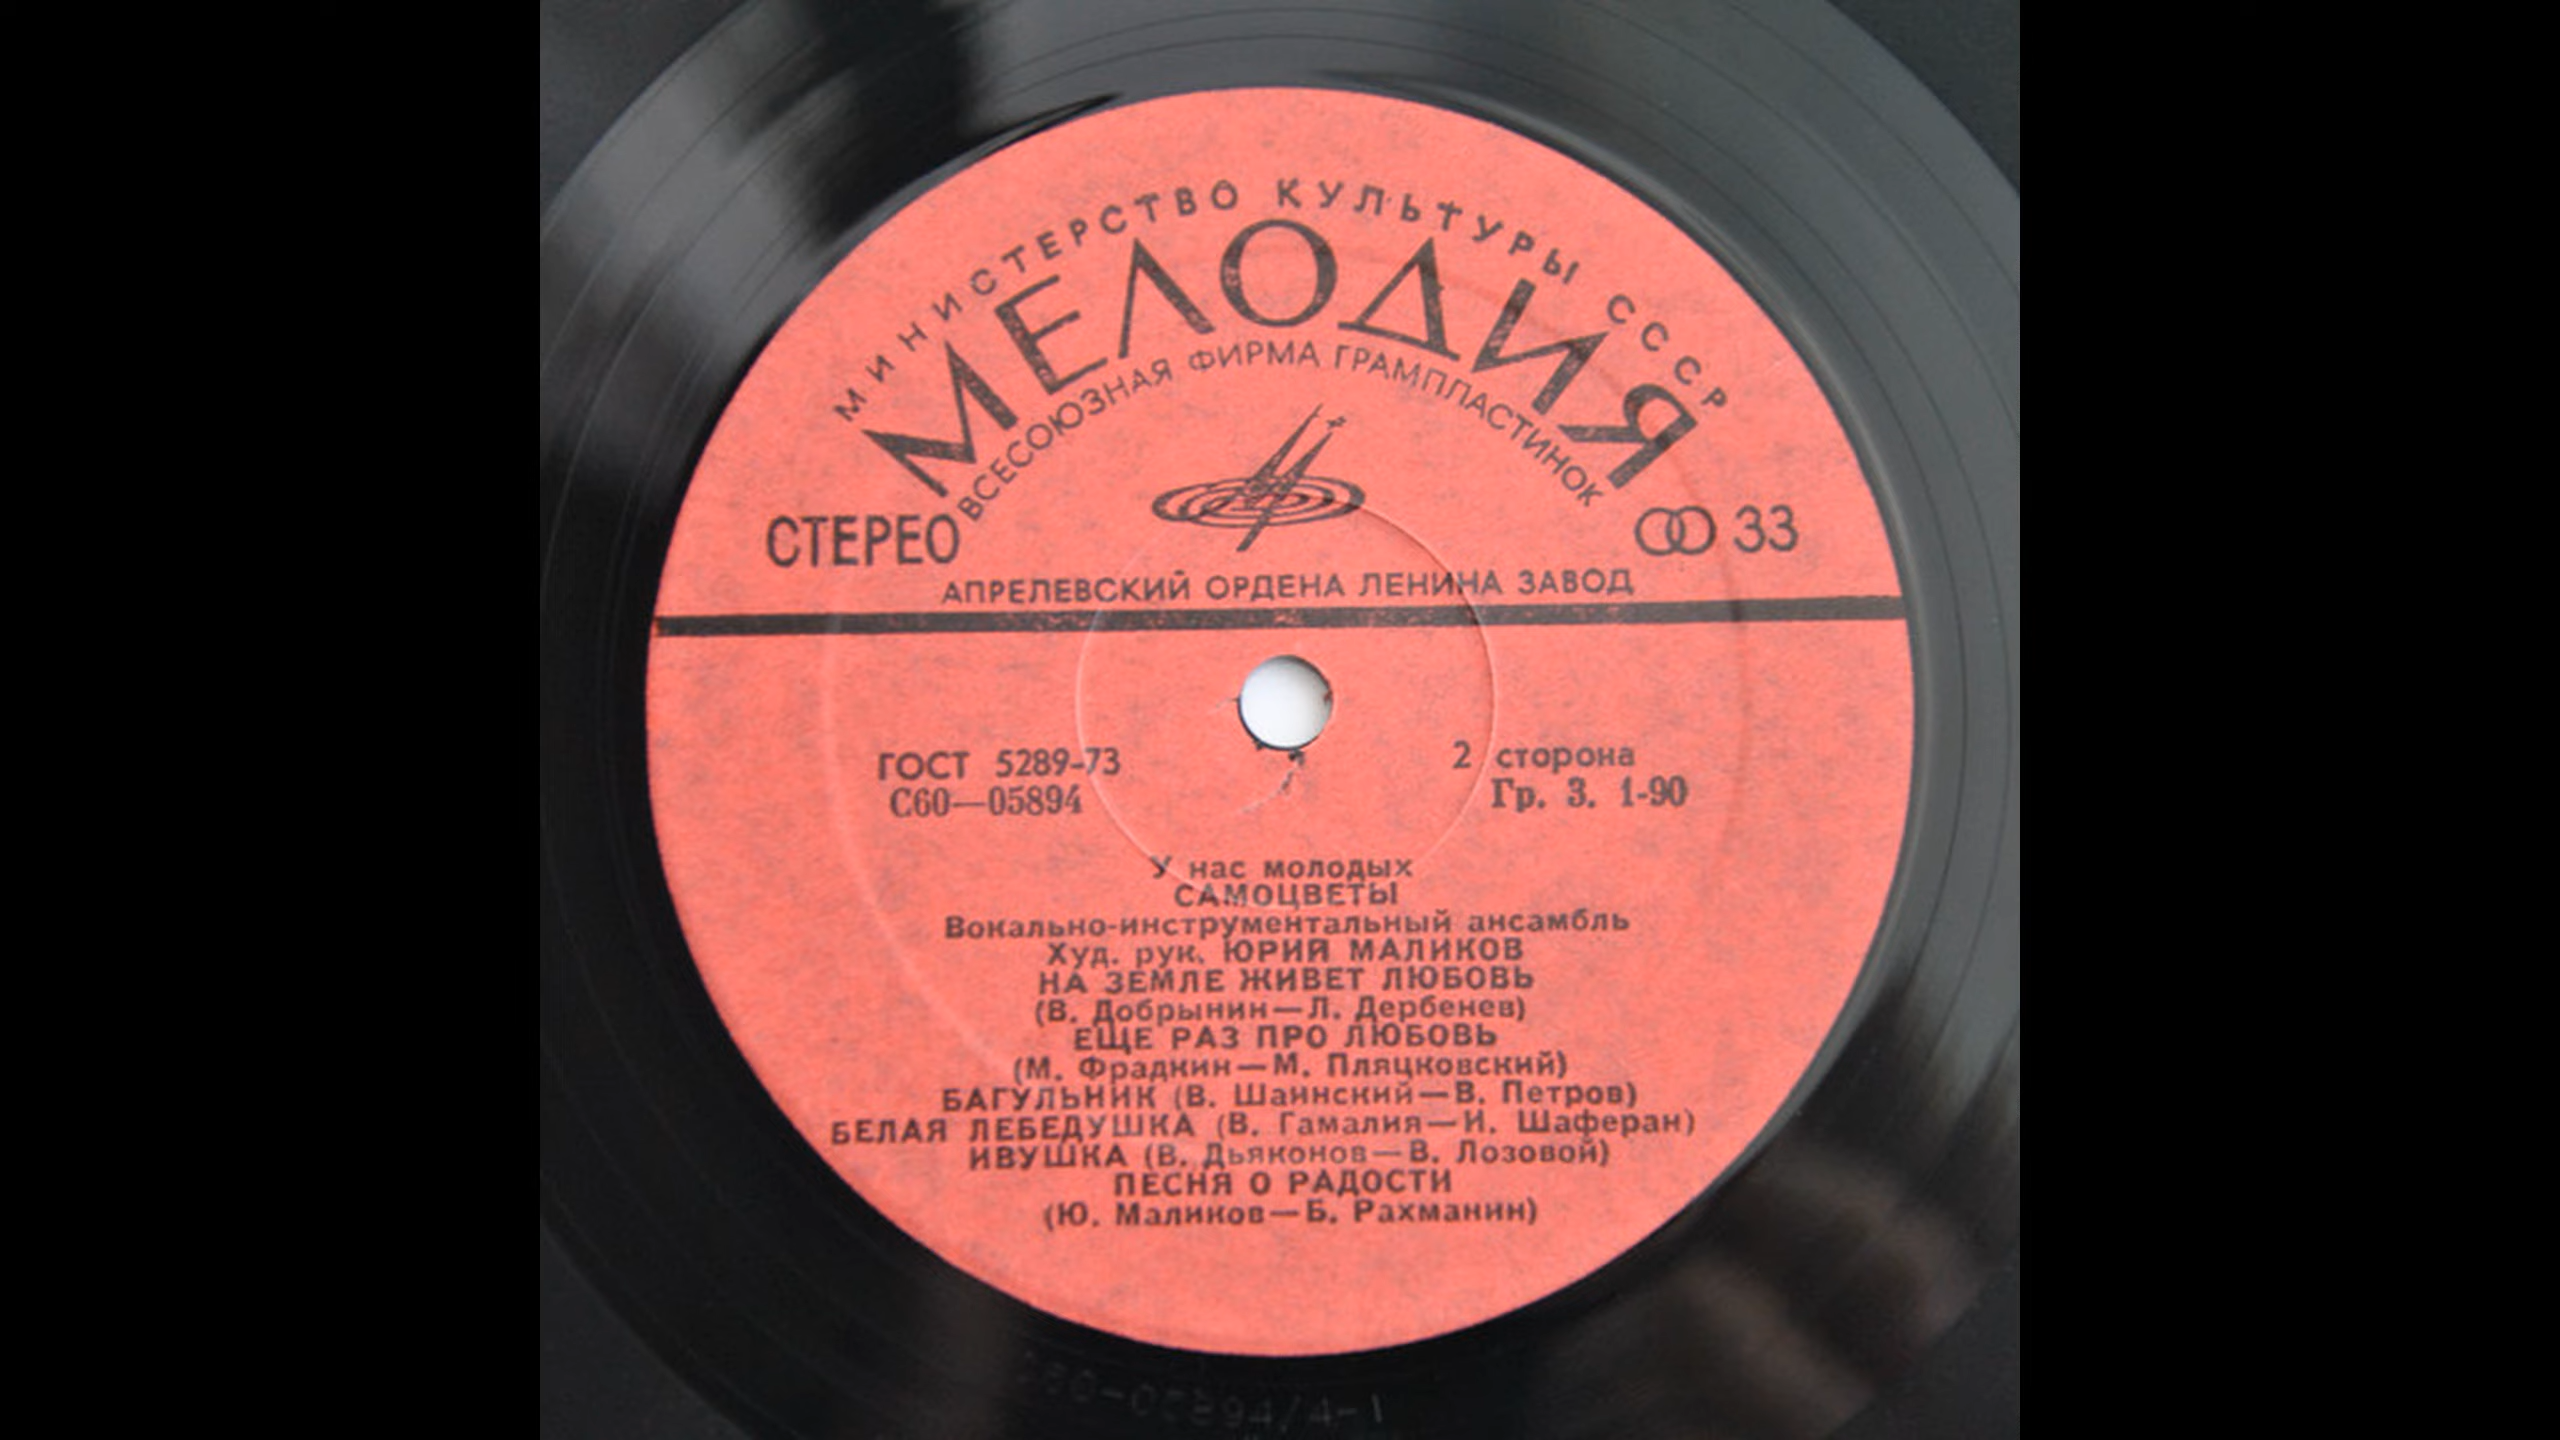 МИНИСТЕРСТВО КУЛЬТУРЫ СССР
МЕЛОДИЯ
ВСЕСОЮЗНАЯ ФИРМА ГРАМПЛАСТИНОК
СТЕРЕО
33
АПРЕЛЕВСКИЙ ОРДЕНА ЛЕНИНА ЗАВОД
ГОСТ 5289-73
2 сторона
С60—05894
Гр. 3. 1-90
У нас молодых
САМОЦВЕТЫ
Вокально-инструментальный ансамбль
Худ. рук. ЮРИЙ МАЛИКОВ
НА ЗЕМЛЕ ЖИВЕТ ЛЮБОВЬ
(В. Добрынин—Л. Дербенев)
ЕЩЕ РАЗ ПРО ЛЮБОВЬ
(М. Фрадкин—М. Пляцковский)
БАГУЛЬНИК (В. Шаинский—В. Петров)
БЕЛАЯ ЛЕБЕДУШКА (В. Гамалия—И. Шаферан)
ИВУШКА (В. Дьяконов—В. Лозовой)
ПЕСНЯ О РАДОСТИ
(Ю. Маликов—Б. Рахманин)